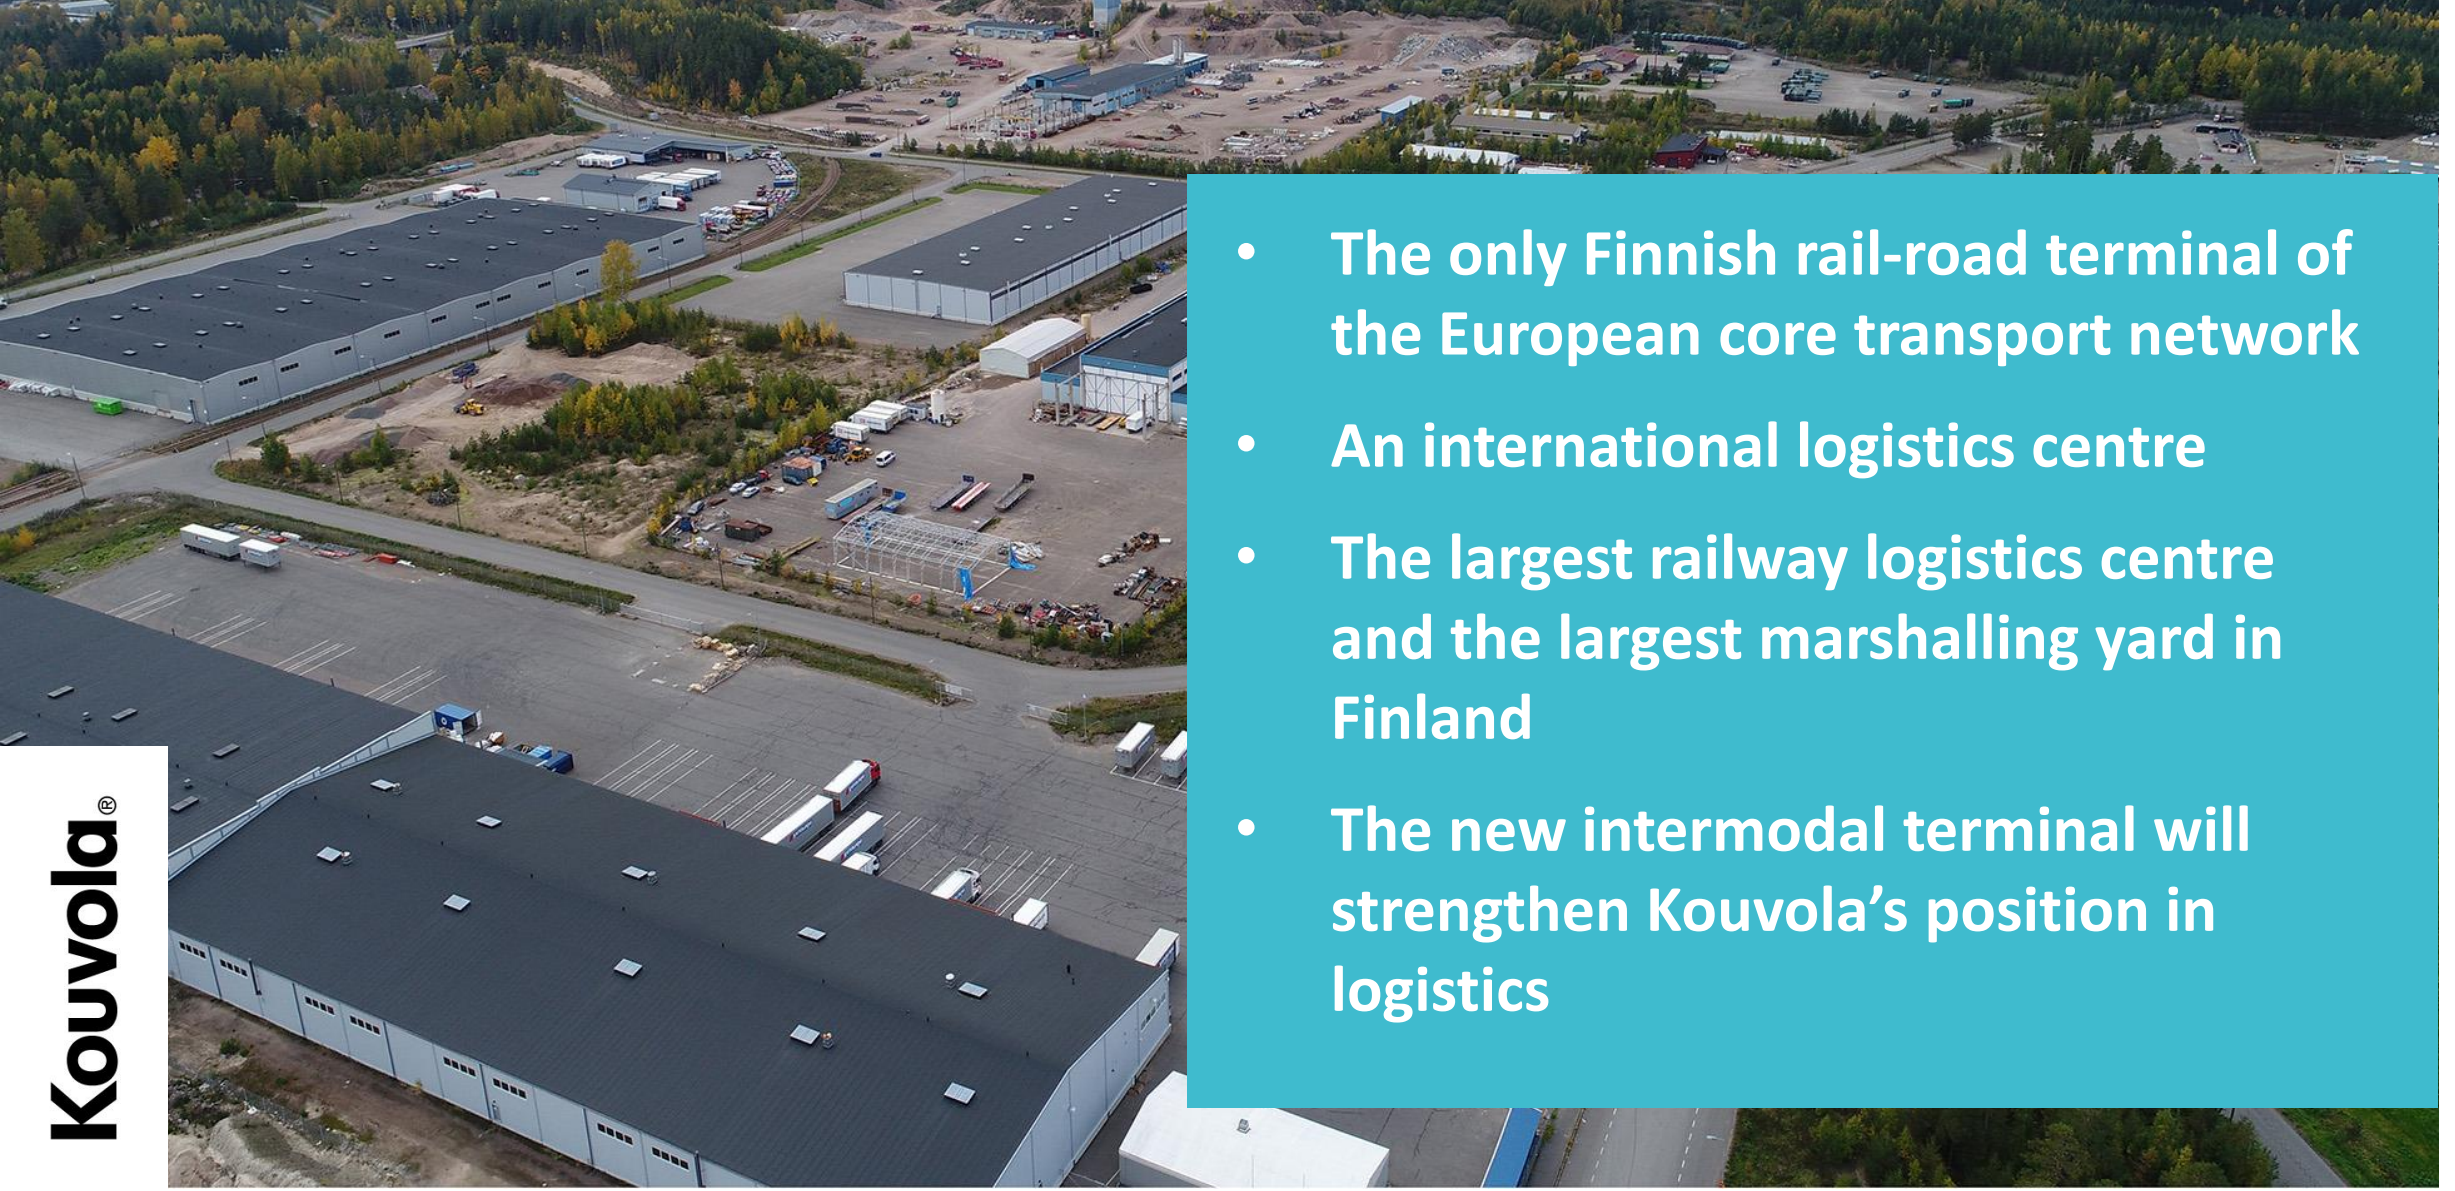 • The only Finnish rail-road terminal of
the European core transport network
• An international logistics centre
• The largest railway logistics centre
and the largest marshalling yard in
Finland
• The new intermodal terminal will
strengthen Kouvola’s position in
logistics
Kouvola®